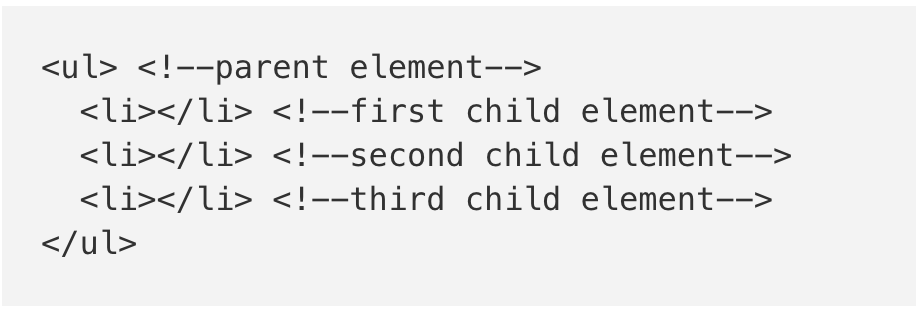 <ul> <!--parent element-->
  <li></li> <!--first child element-->
  <li></li> <!--second child element-->
  <li></li> <!--third child element-->
</ul>